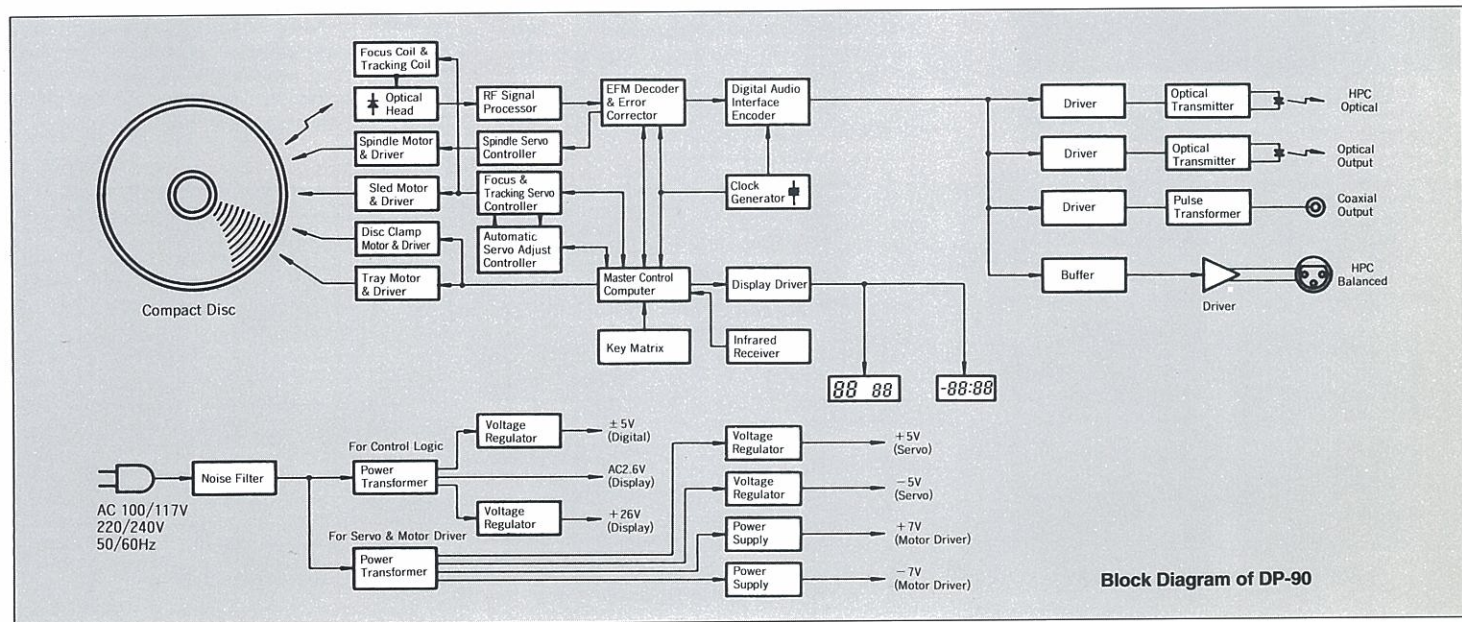 Focus Coil &
Tracking Coil
Optical
Head
RF Signal
Processor
EFM Decoder
& Error
Corrector
Digital Audio
Interface
Encoder
Driver
Optical
Transmitter
HPC
Optical
Spindle Motor
& Driver
Spindle Servo
Controller
Driver
Optical
Transmitter
Optical
Output
Sled Motor
& Driver
Focus &
Tracking Servo
Controller
Clock
Generator
Driver
Pulse
Transformer
Coaxial
Output
Disc Clamp
Motor & Driver
Automatic
Servo Adjust
Controller
Tray Motor
& Driver
Master Control
Computer
Display Driver
Buffer
Driver
HPC
Balanced
Compact Disc
Key Matrix
Infrared
Receiver
88 88
-88:88
For Control Logic
Voltage
Regulator
±5V
(Digital)
Voltage
Regulator
+5V
(Servo)
Noise Filter
Power
Transformer
AC2.6V
(Display)
Voltage
Regulator
−5V
(Servo)
AC 100/117V
220/240V
50/60Hz
Voltage
Regulator
+26V
(Display)
For Servo & Motor Driver
Power
Transformer
Power
Supply
+7V
(Motor Driver)
Power
Supply
−7V
(Motor Driver)
Block Diagram of DP-90